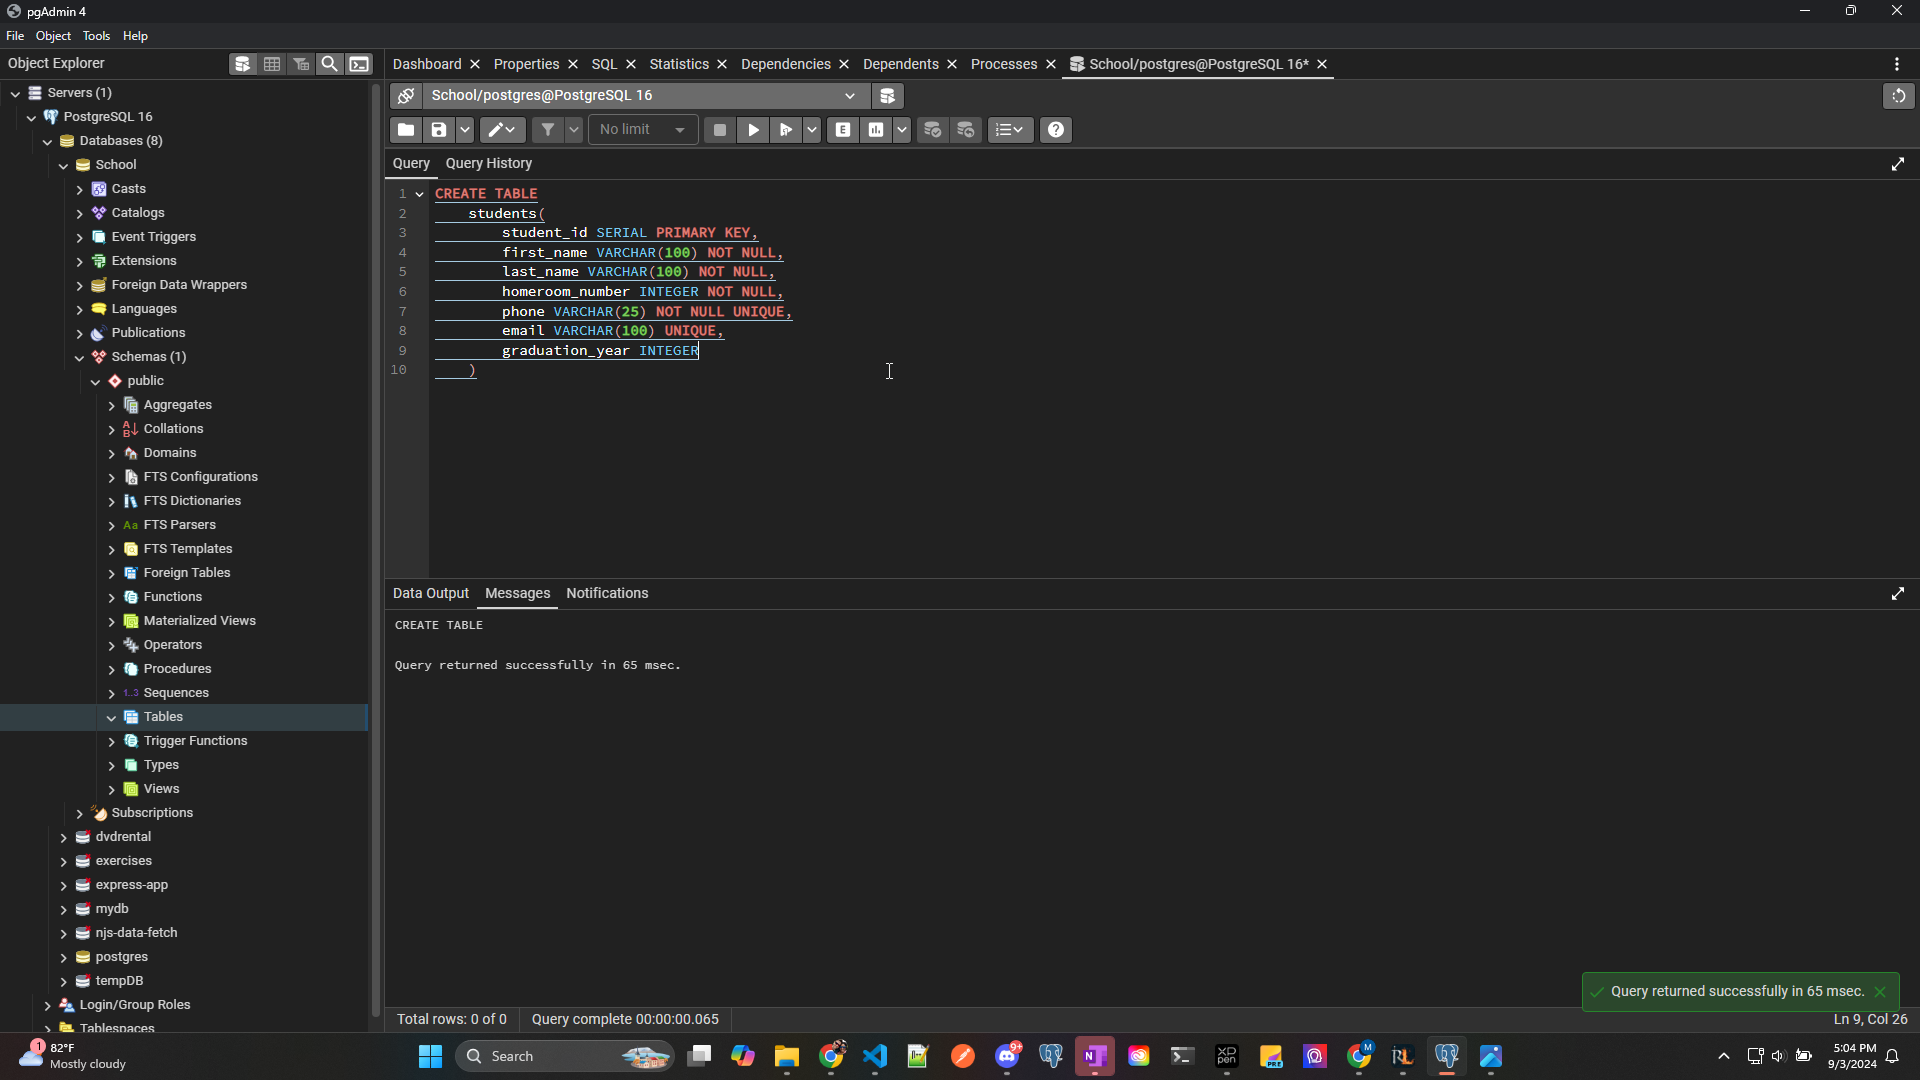 pgAdmin 4
File Object Tools Help
Object Explorer
Dashboard Properties SQL Statistics Dependencies Dependents Processes School/postgres@PostgreSQL 16*
Servers (1)
PostgreSQL 16
Databases (8)
School
Casts
Catalogs
Event Triggers
Extensions
Foreign Data Wrappers
Languages
Publications
Schemas (1)
public
Aggregates
Collations
Domains
FTS Configurations
FTS Dictionaries
FTS Parsers
FTS Templates
Foreign Tables
Functions
Materialized Views
Operators
Procedures
Sequences
Tables
Trigger Functions
Types
Views
Subscriptions
dvdrental
exercises
express-app
mydb
njs-data-fetch
postgres
tempDB
Login/Group Roles
Tablespaces
School/postgres@PostgreSQL 16
No limit
Query Query History
1 CREATE TABLE
2 students(
3 student_id SERIAL PRIMARY KEY,
4 first_name VARCHAR(100) NOT NULL,
5 last_name VARCHAR(100) NOT NULL,
6 homeroom_number INTEGER NOT NULL,
7 phone VARCHAR(25) NOT NULL UNIQUE,
8 email VARCHAR(100) UNIQUE,
9 graduation_year INTEGER
10 )
Data Output Messages Notifications
CREATE TABLE
Query returned successfully in 65 msec.
Query returned successfully in 65 msec.
Total rows: 0 of 0 Query complete 00:00:00.065 Ln 9, Col 26
1 82°F
Mostly cloudy
Search
9+
5:04 PM
9/3/2024